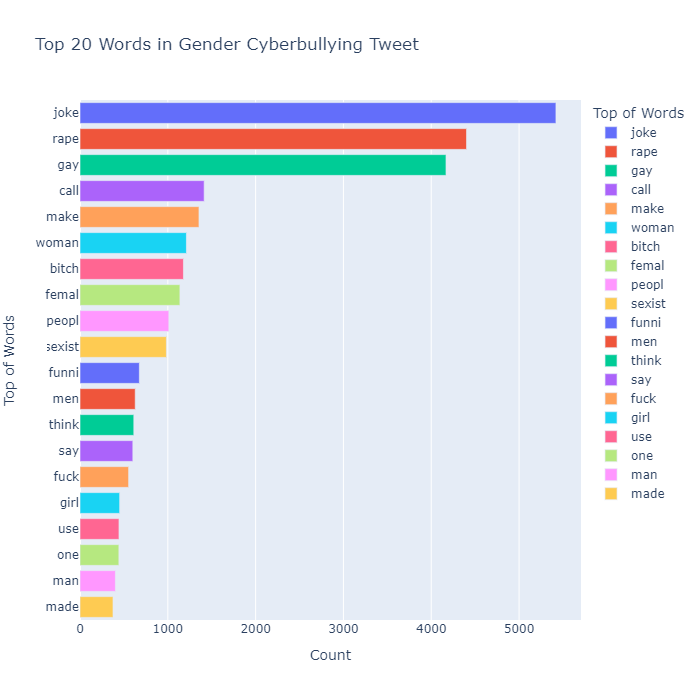 Top 20 Words in Gender Cyberbullying Tweet
Top of Words
joke
rape
gay
call
make
woman
bitch
femal
peopl
sexist
funni
men
think
say
fuck
girl
use
one
man
made
0 1000 2000 3000 4000 5000
Count
Top of Words
joke
rape
gay
call
make
woman
bitch
femal
peopl
sexist
funni
men
think
say
fuck
girl
use
one
man
made